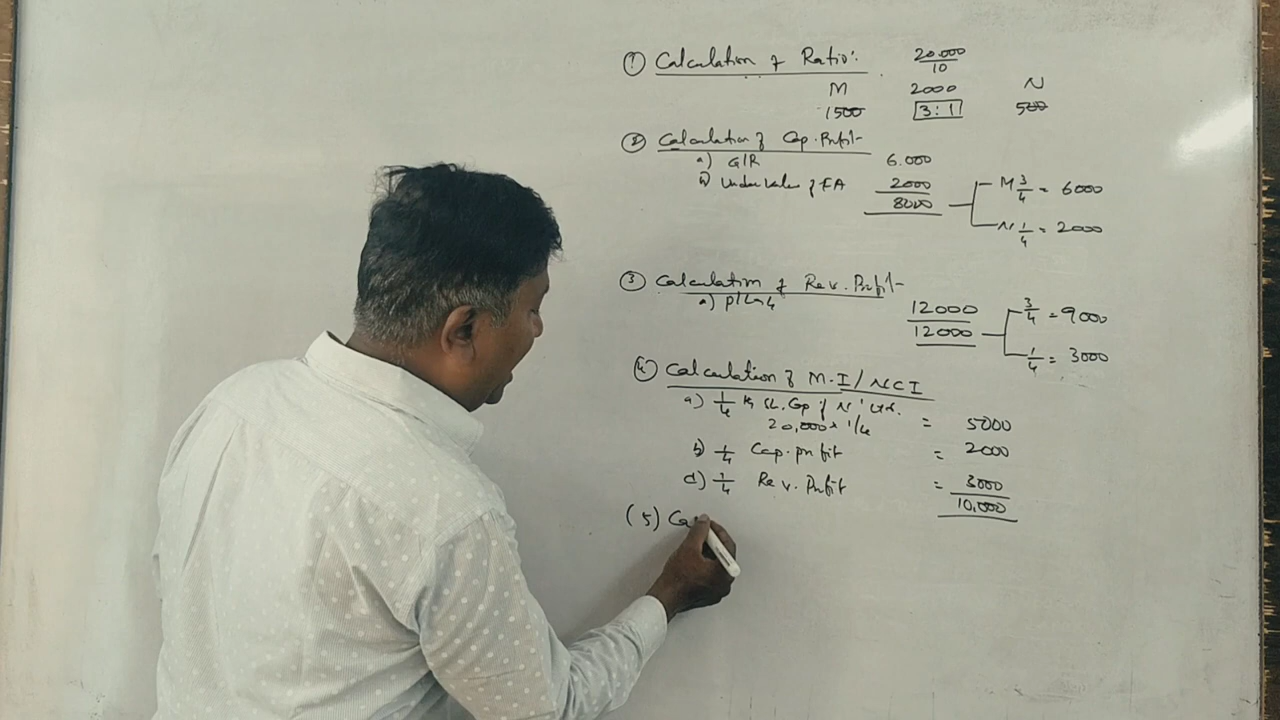 ① Calculation of Ratio: 20.000
10
M 2000 N
1500 3:1 500
② Calculation of Cap. Profit-
a) G/R 6.000
b) Under Value of FA 2000 M 3/4 = 6000
8000 N 1/4 = 2000
③ Calculation of Rev. Profit-
a) P/L 12000 3/4 = 9000
12000 1/4 = 3000
④ Calculation of M.I/NCI
a) 1/4 Sh. Cap of N' Ltd.
20,000 x 1/4 = 5000
b) 1/4 Cap. profit = 2000
d) 1/4 Rev. Profit = 3000
10,000
(5) Ca